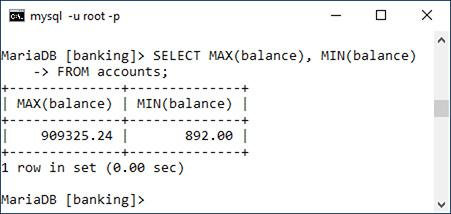 mysql -u root -p
MariaDB [banking]> SELECT MAX(balance), MIN(balance)
    -> FROM accounts;
+--------------+--------------+
| MAX(balance) | MIN(balance) |
+--------------+--------------+
|    909325.24 |       892.00 |
+--------------+--------------+
1 row in set (0.00 sec)
MariaDB [banking]>